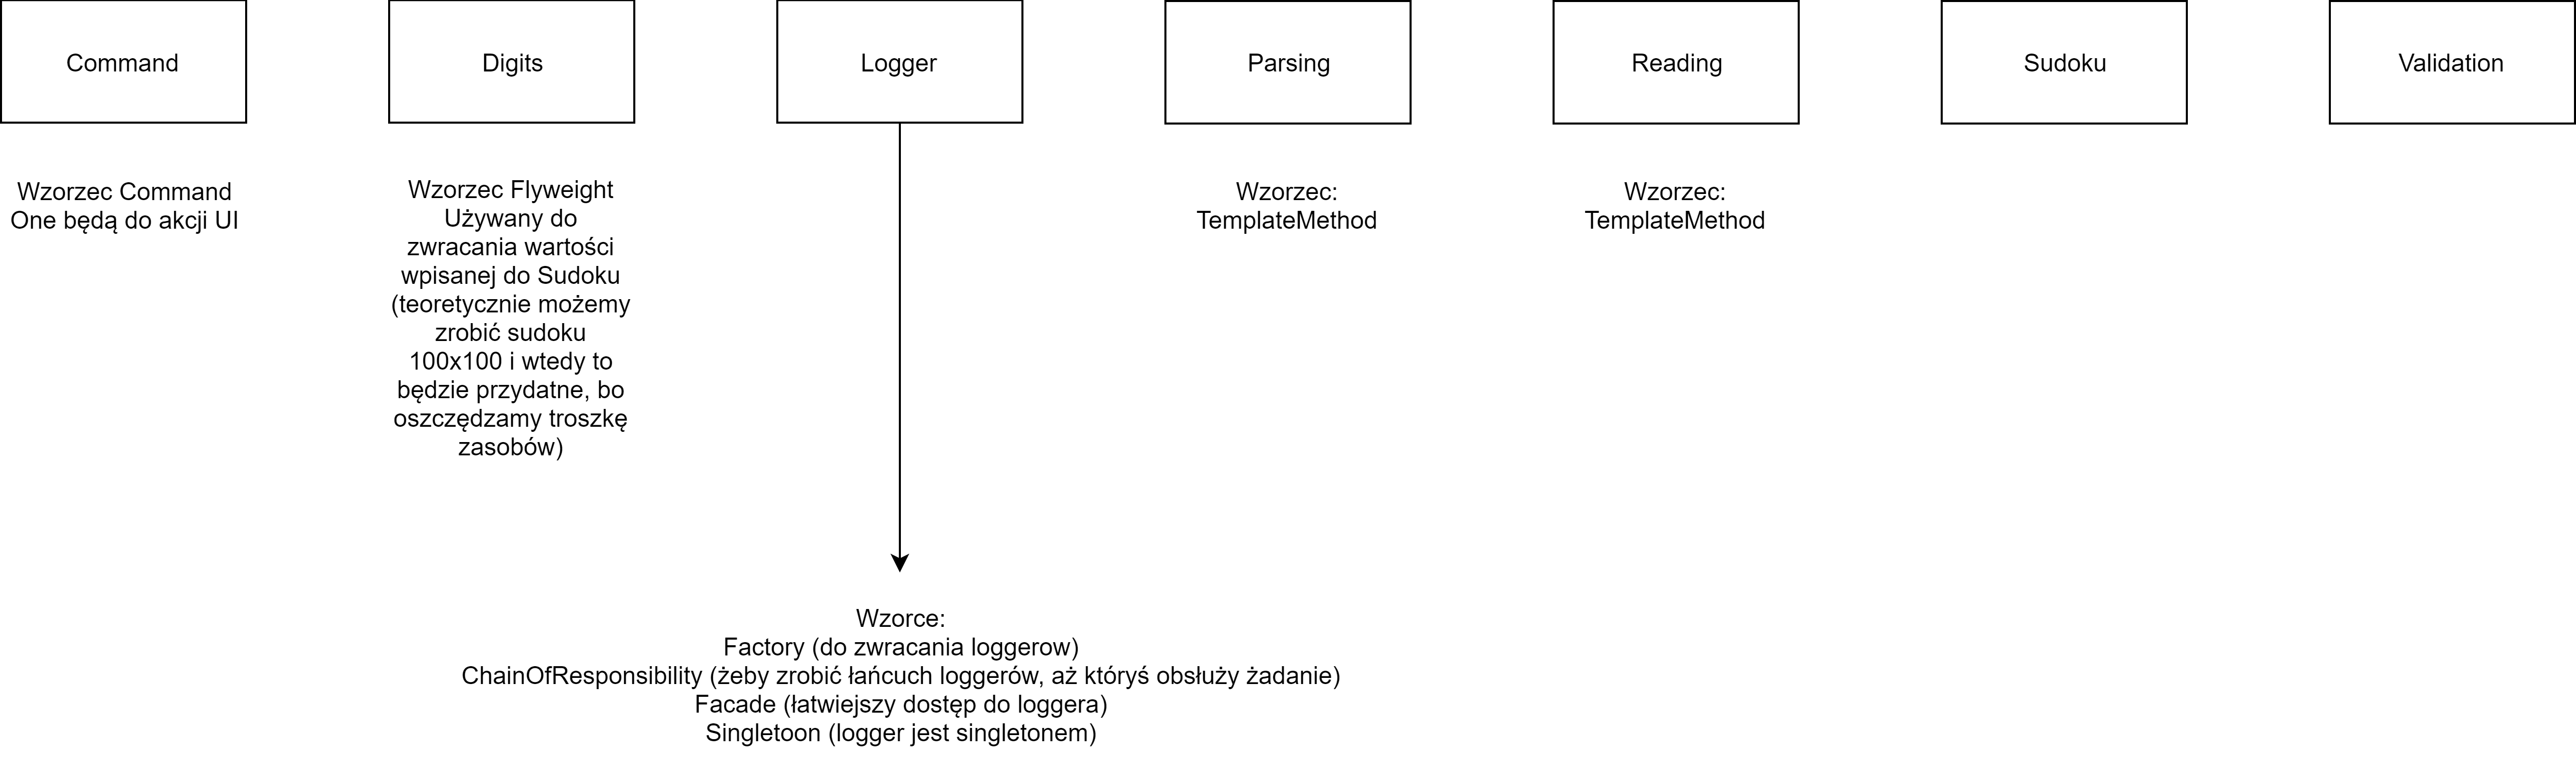 Command
Digits
Logger
Parsing
Reading
Sudoku
Validation
Wzorzec Command
One będą do akcji UI
Wzorzec Flyweight
Używany do
zwracania wartości
wpisanej do Sudoku
(teoretycznie możemy
zrobić sudoku
100x100 i wtedy to
będzie przydatne, bo
oszczędzamy troszkę
zasobów)
Wzorzec:
TemplateMethod
Wzorzec:
TemplateMethod
Wzorce:
Factory (do zwracania loggerow)
ChainOfResponsibility (żeby zrobić łańcuch loggerów, aż któryś obsłuży żadanie)
Facade (łatwiejszy dostęp do loggera)
Singletoon (logger jest singletonem)